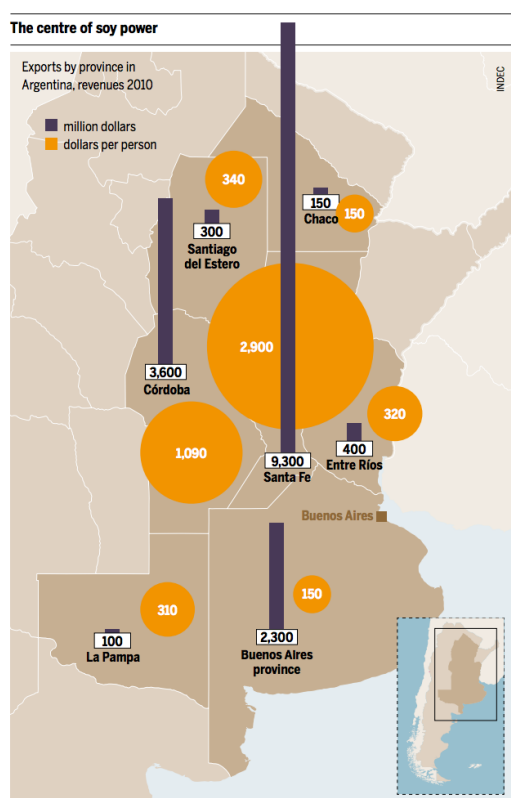 The centre of soy power
Exports by province in
Argentina, revenues 2010
INDEC
million dollars
dollars per person
340
150
Chaco
150
300
Santiago
del Estero
2,900
3,600
Córdoba
320
1,090
400
Entre Ríos
9,300
Santa Fe
Buenos Aires
150
310
100
La Pampa
2,300
Buenos Aires
province